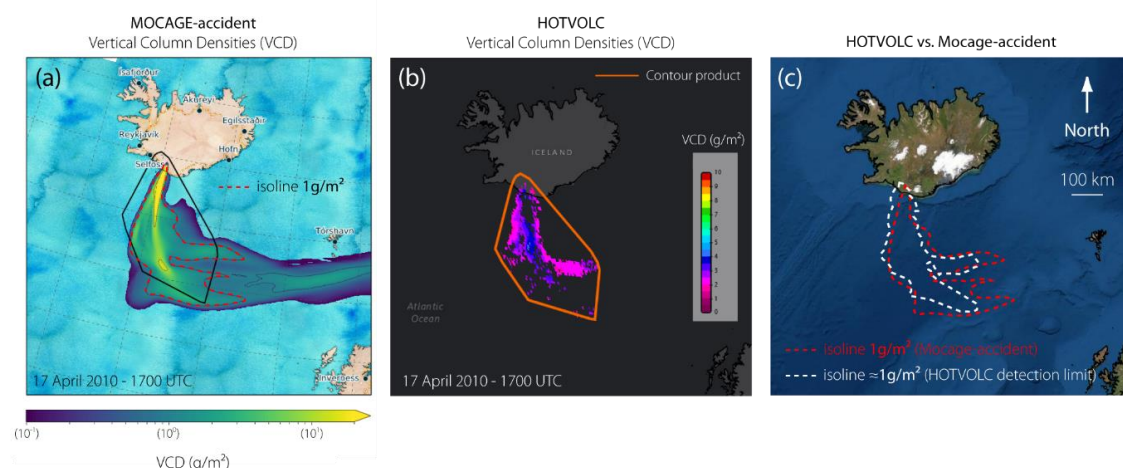 MOCAGE-accident
Vertical Column Densities (VCD)
(a)
Ísafjörður
Akureyri
Egilsstaðir
Reykjavik
Höfn
Selfoss
isoline 1g/m²
Tórshavn
Inverness
17 April 2010 - 1700 UTC
(10⁻¹)
(10⁰)
(10¹)
VCD (g/m²)
HOTVOLC
Vertical Column Densities (VCD)
(b)
Contour product
ICELAND
VCD (g/m²)
10
9
8
7
6
5
4
3
2
1
0
Atlantic
Ocean
17 April 2010 - 1700 UTC
HOTVOLC vs. Mocage-accident
(c)
North
100 km
isoline 1g/m² (Mocage-accident)
isoline ≈1g/m² (HOTVOLC detection limit)